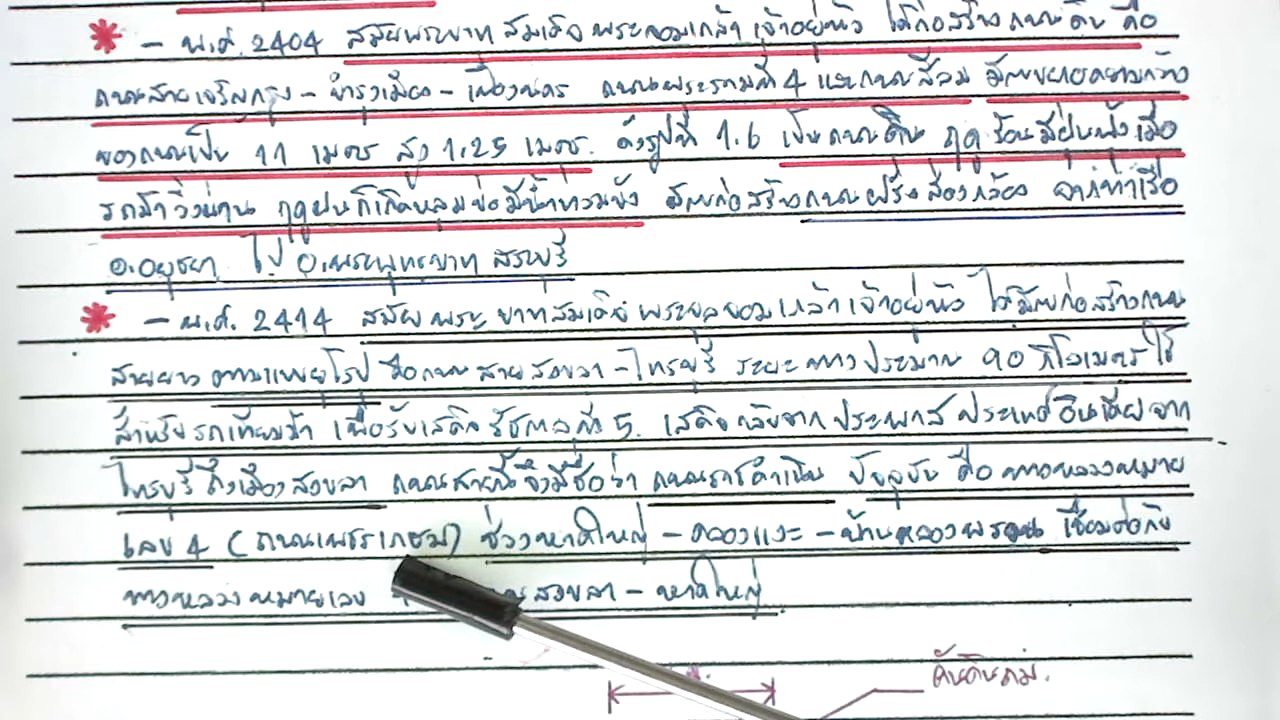 - พ.ศ. 2404 สมัยพระบาทสมเด็จพระจอมเกล้าเจ้าอยู่หัว ได้ก่อสร้างถนนดิน คือ
ถนนสายเจริญกรุง - บำรุงเมือง - เฟื่องนคร ถนนพระรามที่ 4 และถนนสีลม มีขนาดความกว้าง
ของถนนเป็น 11 เมตร สูง 1.25 เมตร. ดังรูปที่ 1.6 เป็นถนนดิน ฤดูร้อนมีฝุ่นฟุ้งเมื่อ
รถม้าวิ่งผ่าน ฤดูฝนก็เกิดหลุมบ่อมีน้ำท่วมขัง มีการก่อสร้างถนนฝรั่งส่องกล้อง จากท่าเรือ
อ.อยุธยา ไป อ.พระพุทธบาท สระบุรี
- พ.ศ. 2414 สมัยพระบาทสมเด็จพระจุลจอมเกล้าเจ้าอยู่หัว ได้มีการก่อสร้างถนน
สายยาวตามแบบยุโรป คือถนนสายสงขลา - ไทรบุรี ระยะทางประมาณ 90 กิโลเมตร ใช้
สำหรับรถเทียมม้า เพื่อรับเสด็จ รัชกาลที่ 5. เสด็จกลับจากประพาสประเทศอินเดียจาก
ไทรบุรี ถึงเมืองสงขลา ถนนสายนี้จึงมีชื่อว่า ถนนราชดำเนิน ปัจจุบัน คือ ทางหลวงหมาย
เลข 4 (ถนนเพชรเกษม) ช่วงหาดใหญ่ - คลองแงะ - บ้านคลองพรวน เชื่อมต่อกับ
ทางหลวงหมายเลข สงขลา - หาดใหญ่
คันดินถม.